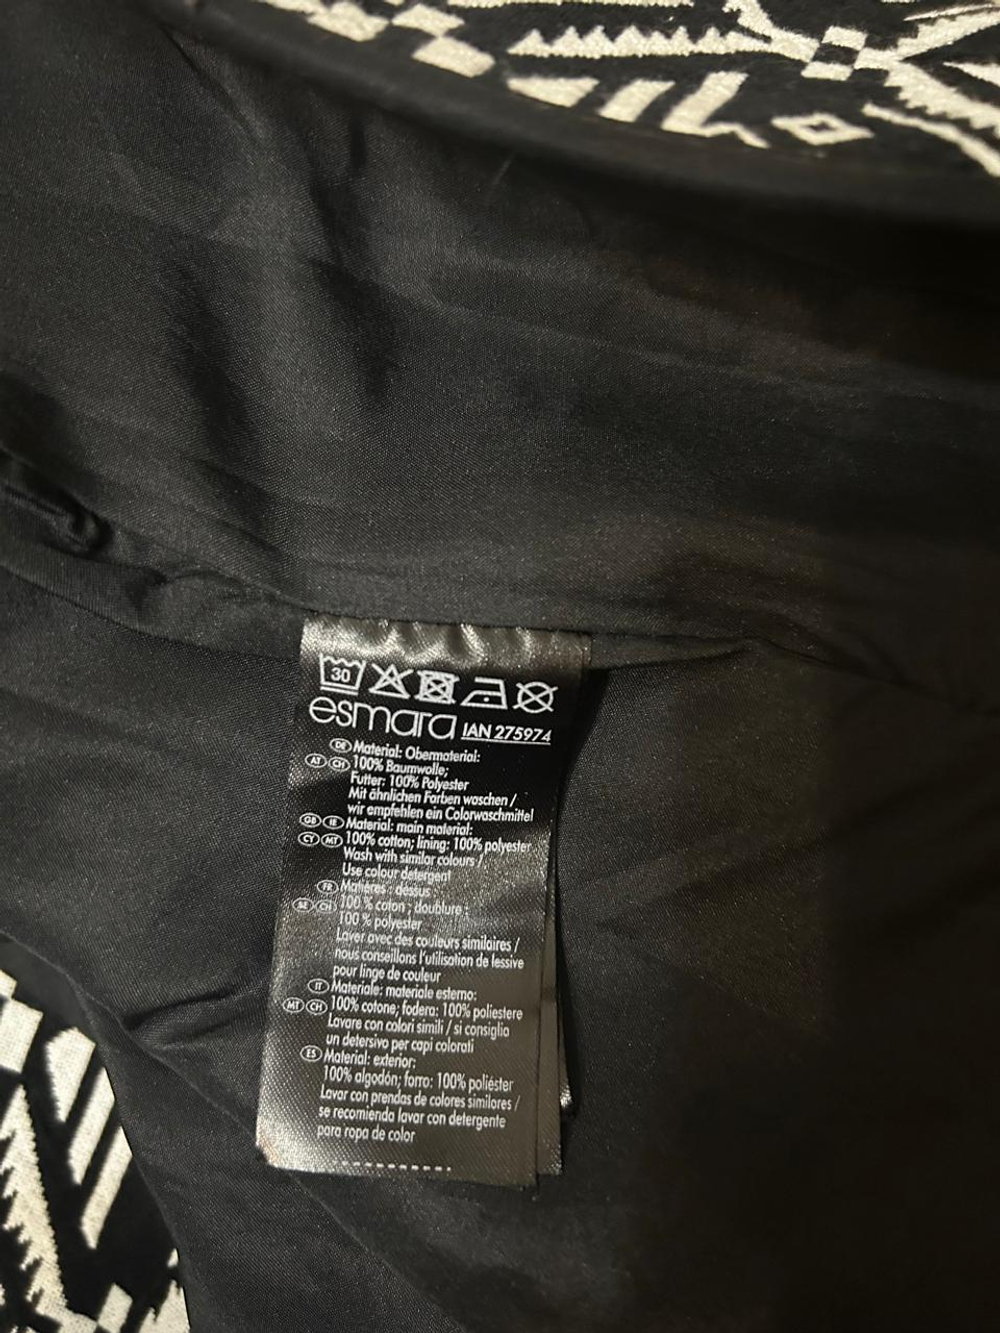 30
esmara IAN 275974
DE Material: Obermaterial:
AT CH 100% Baumwolle;
Futter: 100% Polyester
Mit ähnlichen Farben waschen /
wir empfehlen ein Colorwaschmittel
GB IE Material: main material:
CY MT 100% cotton; lining: 100% polyester
Wash with similar colours /
Use colour detergent
FR Matières : dessus
CH 100 % coton ; doublure :
100 % polyester
Laver avec des couleurs similaires /
nous conseillons l'utilisation de lessive
pour linge de couleur
IT Materiale: materiale esterno:
MT CH 100% cotone; fodera: 100% poliestere
Lavare con colori simili / si consiglia
un detersivo per capi colorati
ES Material: exterior:
100% algodón; forro: 100% poliéster
Lavar con prendas de colores similares /
se recomienda lavar con detergente
para ropa de color